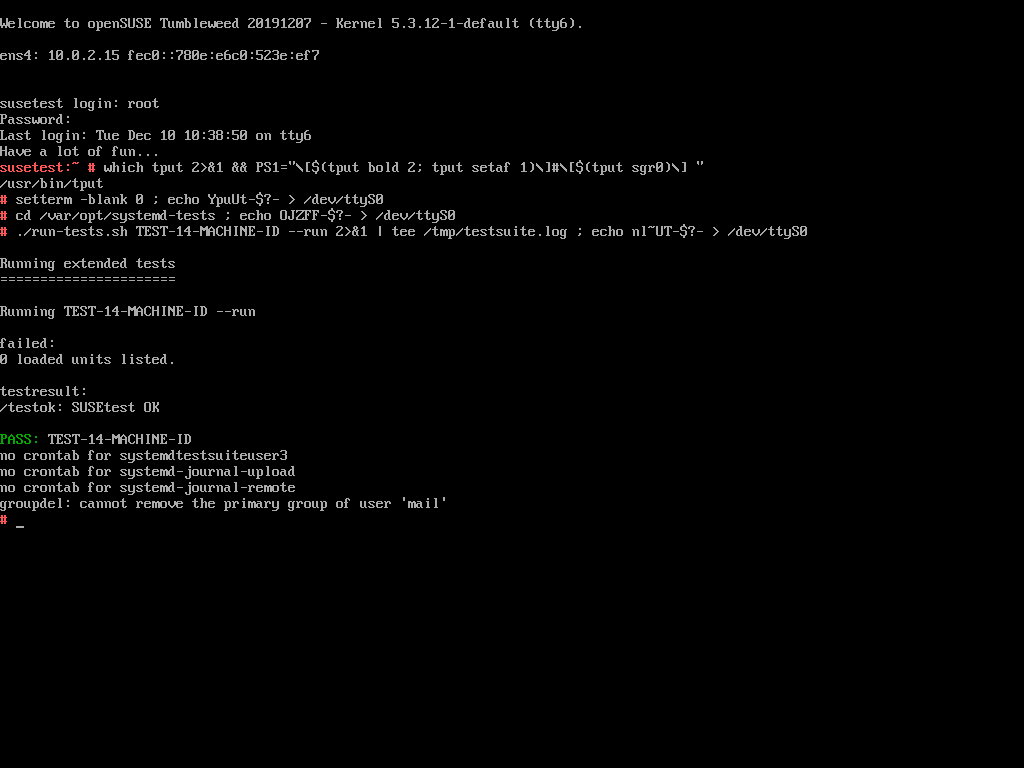 Welcome to openSUSE Tumbleweed 20191207 - Kernel 5.3.12-1-default (tty6).
ens4: 10.0.2.15 fec0::780e:e6c0:523e:ef7
susetest login: root
Password:
Last login: Tue Dec 10 10:38:50 on tty6
Have a lot of fun...
susetest:~ # which tput 2>&1 && PS1="\[$(tput bold 2; tput setaf 1)\]#\[$(tput sgr0)\] "
/usr/bin/tput
# setterm -blank 0 ; echo YpuUt-$?- > /dev/ttyS0
# cd /var/opt/systemd-tests ; echo OJZFF-$?- > /dev/ttyS0
# ./run-tests.sh TEST-14-MACHINE-ID --run 2>&1 | tee /tmp/testsuite.log ; echo nl~UT-$?- > /dev/ttyS0
Running extended tests
======================
Running TEST-14-MACHINE-ID --run
failed:
0 loaded units listed.
testresult:
/testok: SUSEtest OK
PASS: TEST-14-MACHINE-ID
no crontab for systemdtestsuiteuser3
no crontab for systemd-journal-upload
no crontab for systemd-journal-remote
groupdel: cannot remove the primary group of user 'mail'
# _